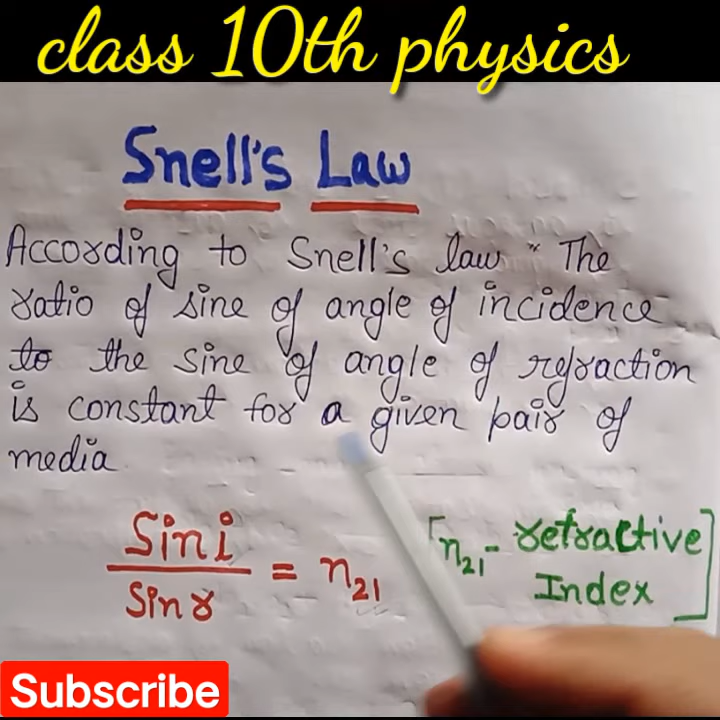 class 10th physics
Snell's Law
According to Snell's law " The
ratio of sine of angle of incidence
to the sine of angle of refraction
is constant for a given pair of
media
Sin i
Sin r
= n21
[n21 - refractive
Index]
Subscribe